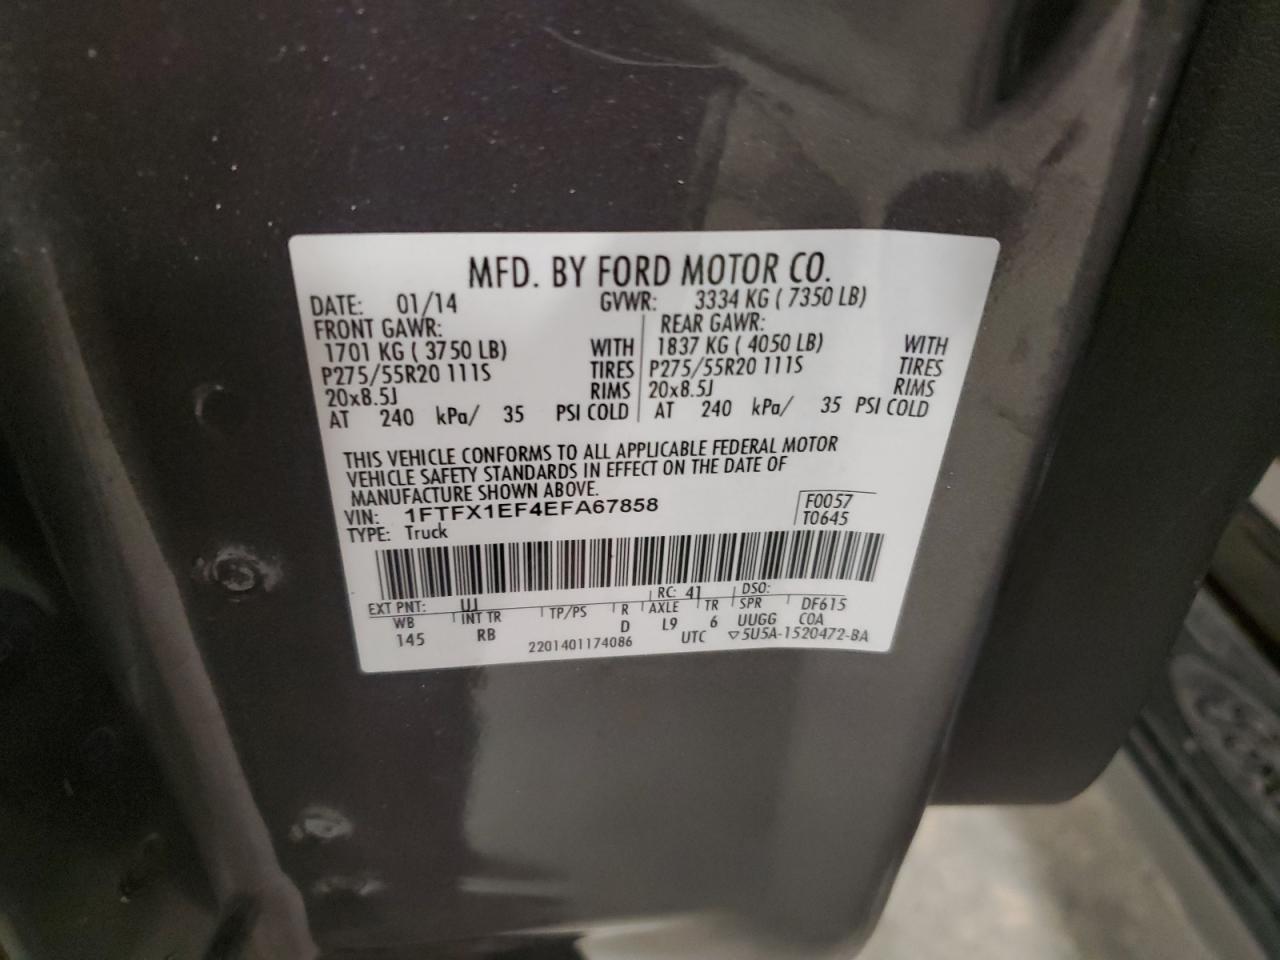 MFD. BY FORD MOTOR CO.
DATE: 01/14 GVWR: 3334 KG ( 7350 LB)
FRONT GAWR: REAR GAWR:
1701 KG ( 3750 LB) WITH 1837 KG ( 4050 LB) WITH
P275/55R20 111S TIRES P275/55R20 111S TIRES
20x8.5J RIMS 20x8.5J RIMS
AT 240 kPa/ 35 PSI COLD AT 240 kPa/ 35 PSI COLD
THIS VEHICLE CONFORMS TO ALL APPLICABLE FEDERAL MOTOR
VEHICLE SAFETY STANDARDS IN EFFECT ON THE DATE OF
MANUFACTURE SHOWN ABOVE.
VIN: 1FTFX1EF4EFA67858 F0057
TYPE: Truck T0645
EXT PNT: UJ RC: 41 DSO:
WB INT TR TP/PS R AXLE TR SPR DF615
145 RB D L9 6 UUGG COA
2201401174086 UTC ▽5U5A-1520472-BA